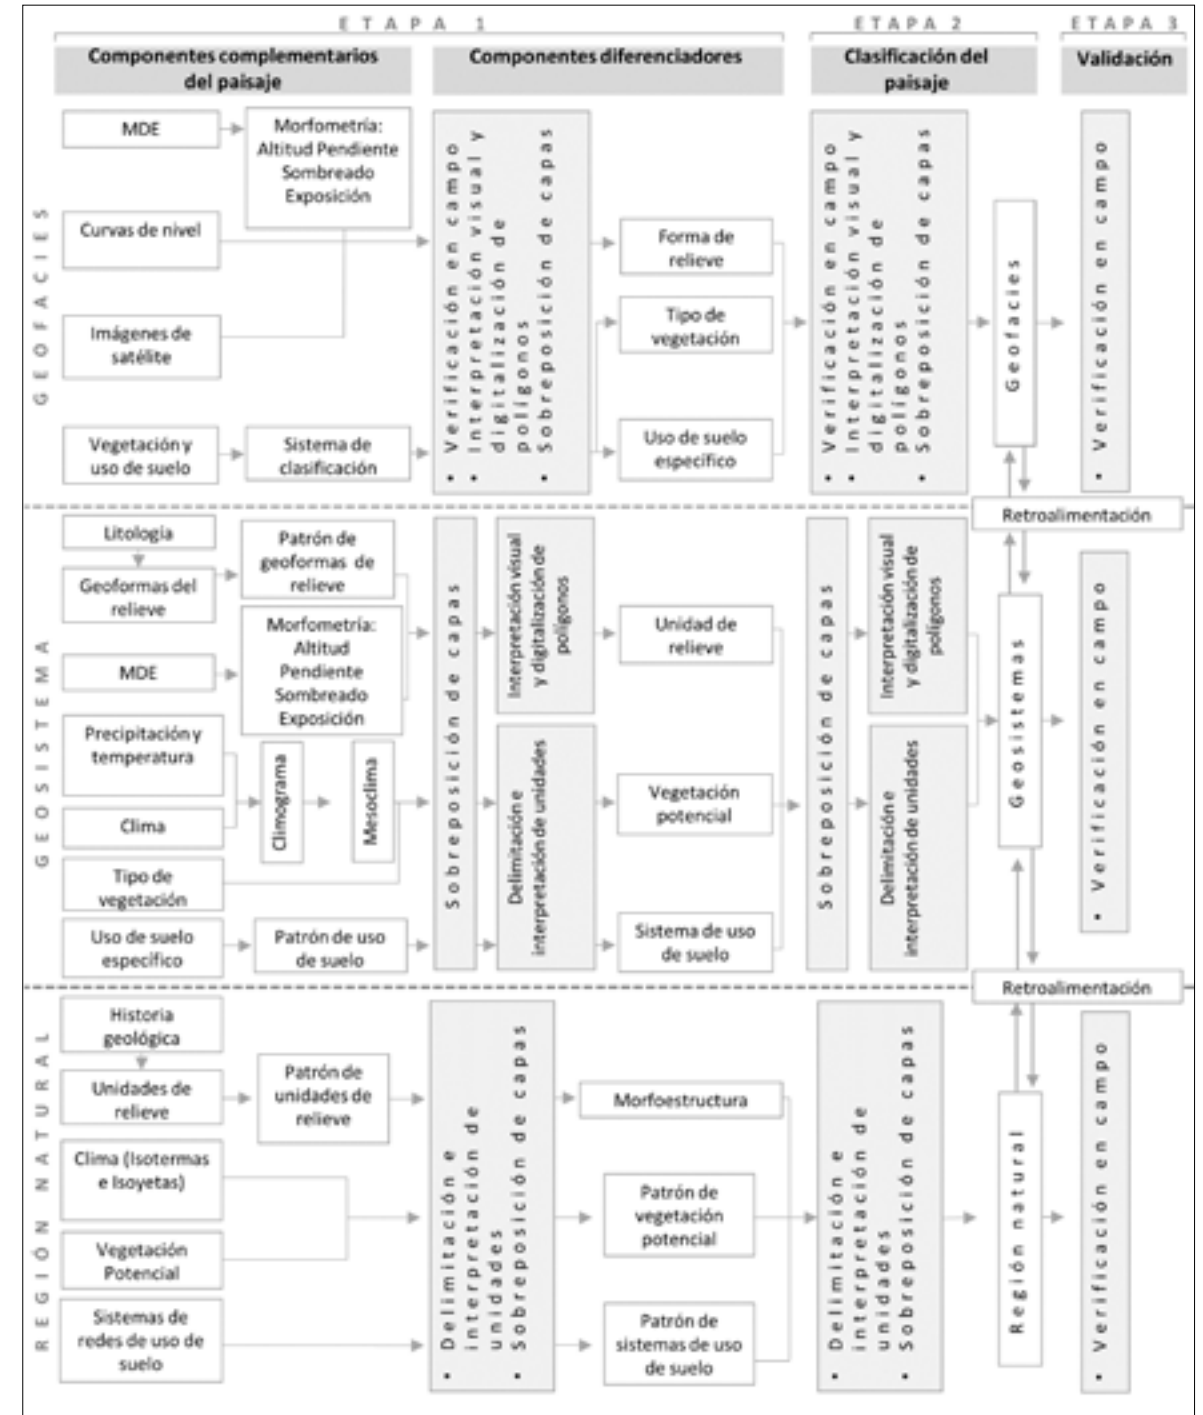 ETAPA 1
ETAPA 2
ETAPA 3
Componentes complementarios
del paisaje
Componentes diferenciadores
Clasificación del
paisaje
Validación
GEOFACIES
MDE
Morfometría:
Altitud Pendiente
Sombreado
Exposición
Curvas de nivel
Imágenes de
satélite
Vegetación y
uso de suelo
Sistema de
clasificación
• Verificación en campo
• Interpretación visual y
digitalización de
polígonos
• Sobreposición de capas
Forma de
relieve
Tipo de
vegetación
Uso de suelo
específico
• Verificación en campo
• Interpretación visual y
digitalización de
polígonos
• Sobreposición de capas
Geofacies
• Verificación en campo
Retroalimentación
GEOSISTEMA
Litología
Geoformas del
relieve
Patrón de
geoformas de
relieve
MDE
Morfometría:
Altitud
Pendiente
Sombreado
Exposición
Precipitación y
temperatura
Clima
Climograma
Mesoclima
Tipo de
vegetación
Uso de suelo
específico
Patrón de uso
de suelo
Sobreposición de capas
Interpretación visual
y digitalización de
polígonos
Delimitación e
interpretación de unidades
Unidad de
relieve
Vegetación
potencial
Sistema de uso
de suelo
Sobreposición de capas
Interpretación visual
y digitalización de
polígonos
Delimitación e
interpretación de unidades
Geosistemas
• Verificación en campo
Retroalimentación
REGIÓN NATURAL
Historia
geológica
Unidades de
relieve
Patrón de
unidades de
relieve
Clima (Isotermas
e Isoyetas)
Vegetación
Potencial
Sistemas de
redes de uso de
suelo
• Delimitación e
interpretación de
unidades
• Sobreposición de capas
Morfoestructura
Patrón de
vegetación
potencial
Patrón de
sistemas de uso
de suelo
• Delimitación e
interpretación de
unidades
• Sobreposición de capas
Región natural
• Verificación en campo